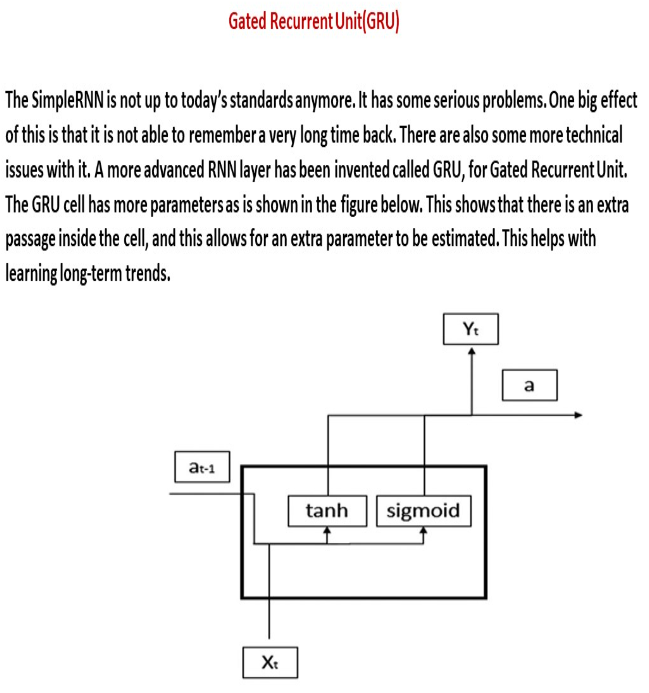 Gated Recurrent Unit(GRU)
The SimpleRNN is not up to today's standards anymore. It has some serious problems. One big effect
of this is that it is not able to remember a very long time back. There are also some more technical
issues with it. A more advanced RNN layer has been invented called GRU, for Gated Recurrent Unit.
The GRU cell has more parameters as is shown in the figure below. This shows that there is an extra
passage inside the cell, and this allows for an extra parameter to be estimated. This helps with
learning long-term trends.
Yt
a
at-1
tanh
sigmoid
Xt